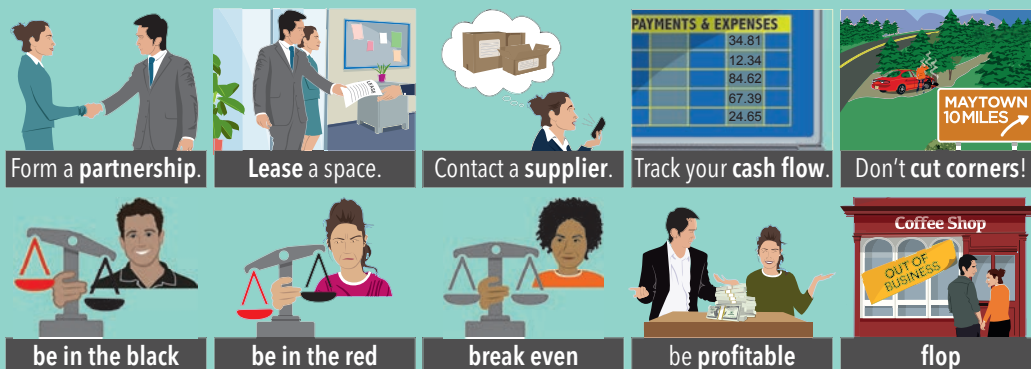 PAYMENTS & EXPENSES
34.81
12.34
84.62
67.39
24.65
LEASE
MAYTOWN
10 MILES
Form a partnership.
Lease a space.
Contact a supplier.
Track your cash flow.
Don't cut corners!
Coffee Shop
OUT OF
BUSINESS
be in the black
be in the red
break even
be profitable
flop